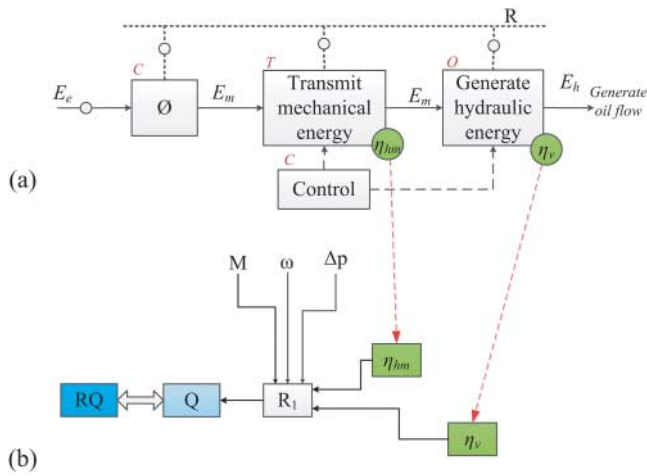 R
C
T
O
E_e
Ø
E_m
Transmit
mechanical
energy
E_m
Generate
hydraulic
energy
E_h
Generate
oil flow
η_hm
η_v
C
Control
(a)
M
ω
Δp
η_hm
RQ
Q
R_1
η_v
(b)